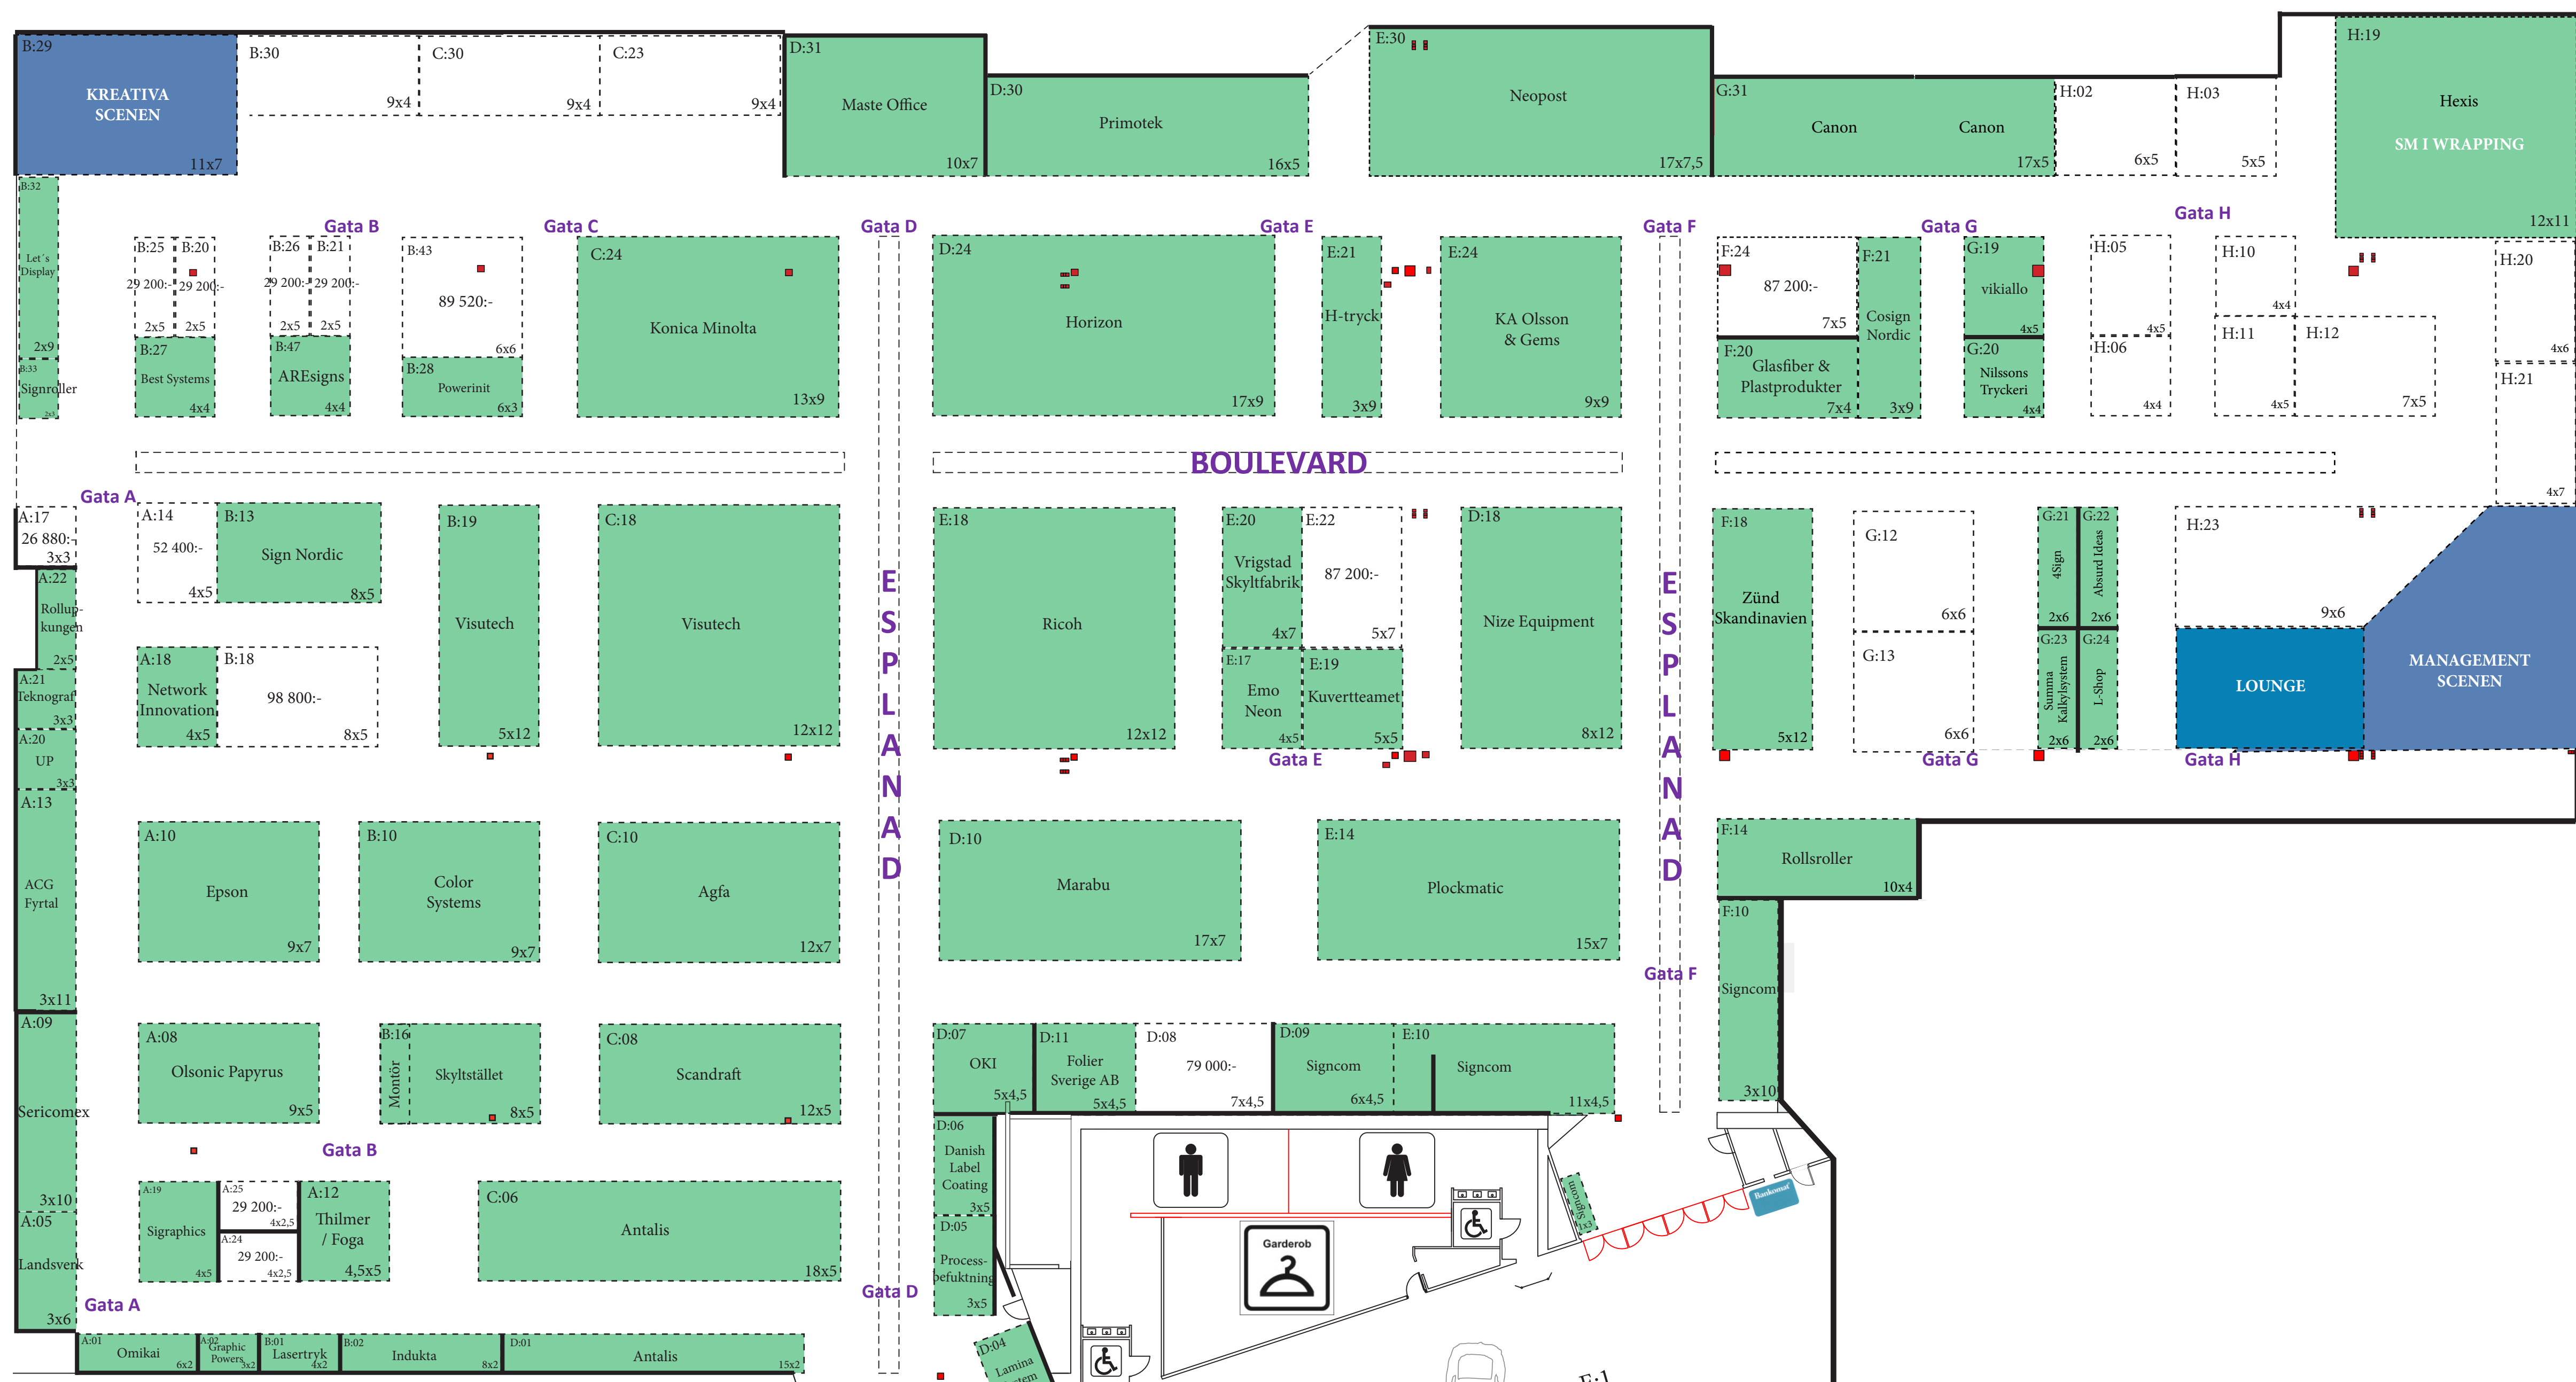 B:29
KREATIVA
SCENEN
11x7
B:30
9x4
C:30
9x4
C:23
9x4
D:31
Maste Office
10x7
D:30
Primotek
16x5
E:30
Neopost
17x7,5
G:31
Canon Canon
17x5
H:02
6x5
H:03
5x5
H:19
Hexis
SM I WRAPPING
12x11
Gata B
Gata C
Gata D
Gata E
Gata F
Gata G
Gata H
B:32
Let´s
Display
2x9
B:33
Signroller
2x3
B:25
29 200:-
2x5
B:20
29 200:-
2x5
B:27
Best Systems
4x4
B:26
29 200:-
2x5
B:21
29 200:-
2x5
B:47
AREsigns
4x4
B:43
89 520:-
6x6
B:28
Powerinit
6x3
C:24
Konica Minolta
13x9
D:24
Horizon
17x9
E:21
H-tryck
3x9
E:24
KA Olsson
& Gems
9x9
F:24
87 200:-
7x5
F:20
Glasfiber &
Plastprodukter
7x4
F:21
Cosign
Nordic
3x9
G:19
vikiallo
4x5
G:20
Nilssons
Tryckeri
4x4
H:05
4x5
H:06
4x4
H:10
4x4
H:11
4x5
H:12
7x5
H:20
4x6
H:21
4x7
BOULEVARD
Gata A
A:17
26 880:-
3x3
A:22
Rollup-
kungen
2x5
A:21
Teknograf
3x3
A:20
UP
3x3
A:13
ACG
Fyrtal
3x11
A:14
52 400:-
4x5
B:13
Sign Nordic
8x5
A:18
Network
Innovation
4x5
B:18
98 800:-
8x5
B:19
Visutech
5x12
C:18
Visutech
12x12
ESPLANAD
E:18
Ricoh
12x12
E:20
Vrigstad
Skyltfabrik
4x7
E:22
87 200:-
5x7
E:17
Emo
Neon
4x5
E:19
Kuvertteamet
5x5
D:18
Nize Equipment
8x12
ESPLANAD
F:18
Zünd
Skandinavien
5x12
G:12
6x6
G:13
6x6
G:21
4Sign
2x6
G:22
Absurd Ideas
2x6
G:23
Summa
Kalkylsystem
2x6
G:24
L-Shop
2x6
H:23
9x6
LOUNGE
MANAGEMENT
SCENEN
Gata E
Gata G
Gata H
A:10
Epson
9x7
B:10
Color
Systems
9x7
C:10
Agfa
12x7
D:10
Marabu
17x7
E:14
Plockmatic
15x7
F:14
Rollsroller
10x4
F:10
Signcom
3x10
Gata F
A:09
Sericomex
3x10
A:08
Olsonic Papyrus
9x5
B:16
Montör
Skyltstället
8x5
C:08
Scandraft
12x5
D:07
OKI
5x4,5
D:11
Folier
Sverige AB
5x4,5
D:08
79 000:-
7x4,5
D:09
Signcom
6x4,5
E:10
Signcom
11x4,5
Gata B
A:05
Landsverk
3x6
A:19
Sigraphics
4x5
A:25
29 200:-
4x2,5
A:24
29 200:-
4x2,5
A:12
Thilmer
/ Foga
4,5x5
C:06
Antalis
18x5
D:06
Danish
Label
Coating
3x5
D:05
Process-
befuktning
3x5
Garderob
Signcom
1x3
Bankomat
Gata A
Gata D
A:01
Omikai
6x2
A:02
Graphic
Powers
3x2
B:01
Lasertryk
4x2
B:02
Indukta
8x2
D:01
Antalis
15x2
D:04
Lamina